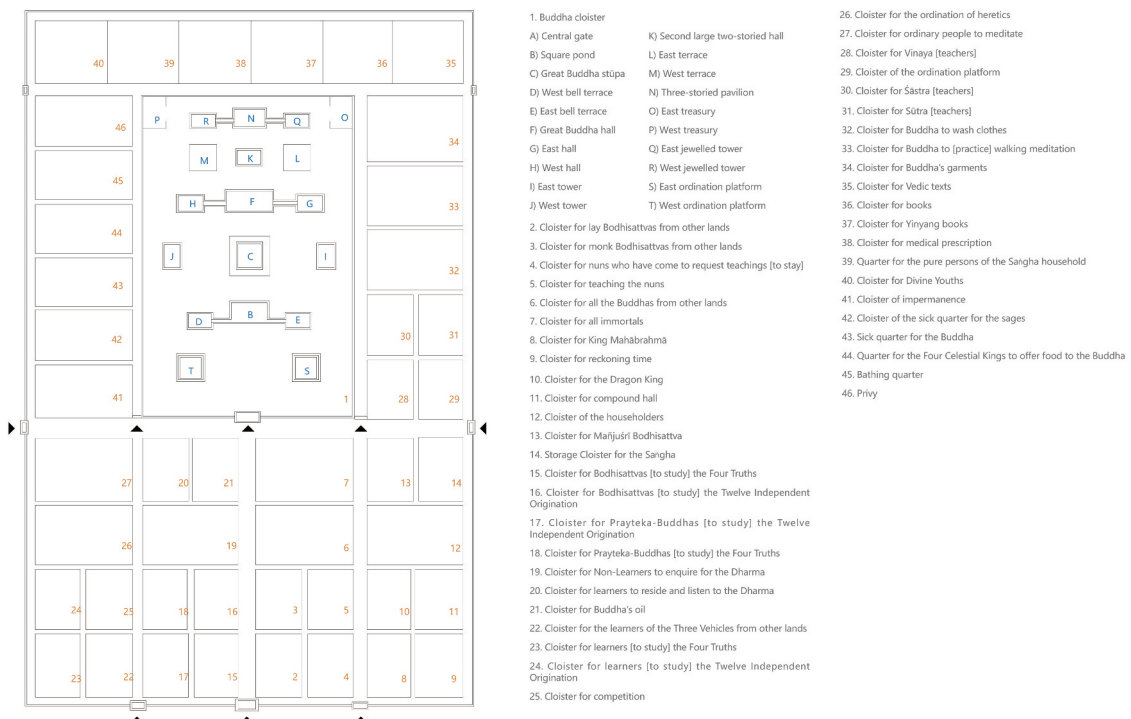 40
39
38
37
36
35
46
P
R
N
Q
O
34
M
K
L
45
H
F
G
33
44
J
C
I
32
43
D
B
E
30
31
42
T
S
41
1
28
29
27
20
21
7
13
14
26
19
6
12
24
25
18
16
3
5
10
11
23
22
17
15
2
4
8
9
1. Buddha cloister
A) Central gate
B) Square pond
C) Great Buddha stūpa
D) West bell terrace
E) East bell terrace
F) Great Buddha hall
G) East hall
H) West hall
I) East tower
J) West tower
K) Second large two-storied hall
L) East terrace
M) West terrace
N) Three-storied pavilion
O) East treasury
P) West treasury
Q) East jewelled tower
R) West jewelled tower
S) East ordination platform
T) West ordination platform
2. Cloister for lay Bodhisattvas from other lands
3. Cloister for monk Bodhisattvas from other lands
4. Cloister for nuns who have come to request teachings [to stay]
5. Cloister for teaching the nuns
6. Cloister for all the Buddhas from other lands
7. Cloister for all immortals
8. Cloister for King Mahābrahmā
9. Cloister for reckoning time
10. Cloister for the Dragon King
11. Cloister for compound hall
12. Cloister of the householders
13. Cloister for Mañjuśrī Bodhisattva
14. Storage Cloister for the Saṅgha
15. Cloister for Bodhisattvas [to study] the Four Truths
16. Cloister for Bodhisattvas [to study] the Twelve Independent
Origination
17. Cloister for Prayteka-Buddhas [to study] the Twelve
Independent Origination
18. Cloister for Prayteka-Buddhas [to study] the Four Truths
19. Cloister for Non-Learners to enquire for the Dharma
20. Cloister for learners to reside and listen to the Dharma
21. Cloister for Buddha's oil
22. Cloister for the learners of the Three Vehicles from other lands
23. Cloister for learners [to study] the Four Truths
24. Cloister for learners [to study] the Twelve Independent
Origination
25. Cloister for competition
26. Cloister for the ordination of heretics
27. Cloister for ordinary people to meditate
28. Cloister for Vinaya [teachers]
29. Cloister of the ordination platform
30. Cloister for Śāstra [teachers]
31. Cloister for Sūtra [teachers]
32. Cloister for Buddha to wash clothes
33. Cloister for Buddha to [practice] walking meditation
34. Cloister for Buddha's garments
35. Cloister for Vedic texts
36. Cloister for books
37. Cloister for Yinyang books
38. Cloister for medical prescription
39. Quarter for the pure persons of the Saṅgha household
40. Cloister for Divine Youths
41. Cloister of impermanence
42. Cloister of the sick quarter for the sages
43. Sick quarter for the Buddha
44. Quarter for the Four Celestial Kings to offer food to the Buddha
45. Bathing quarter
46. Privy